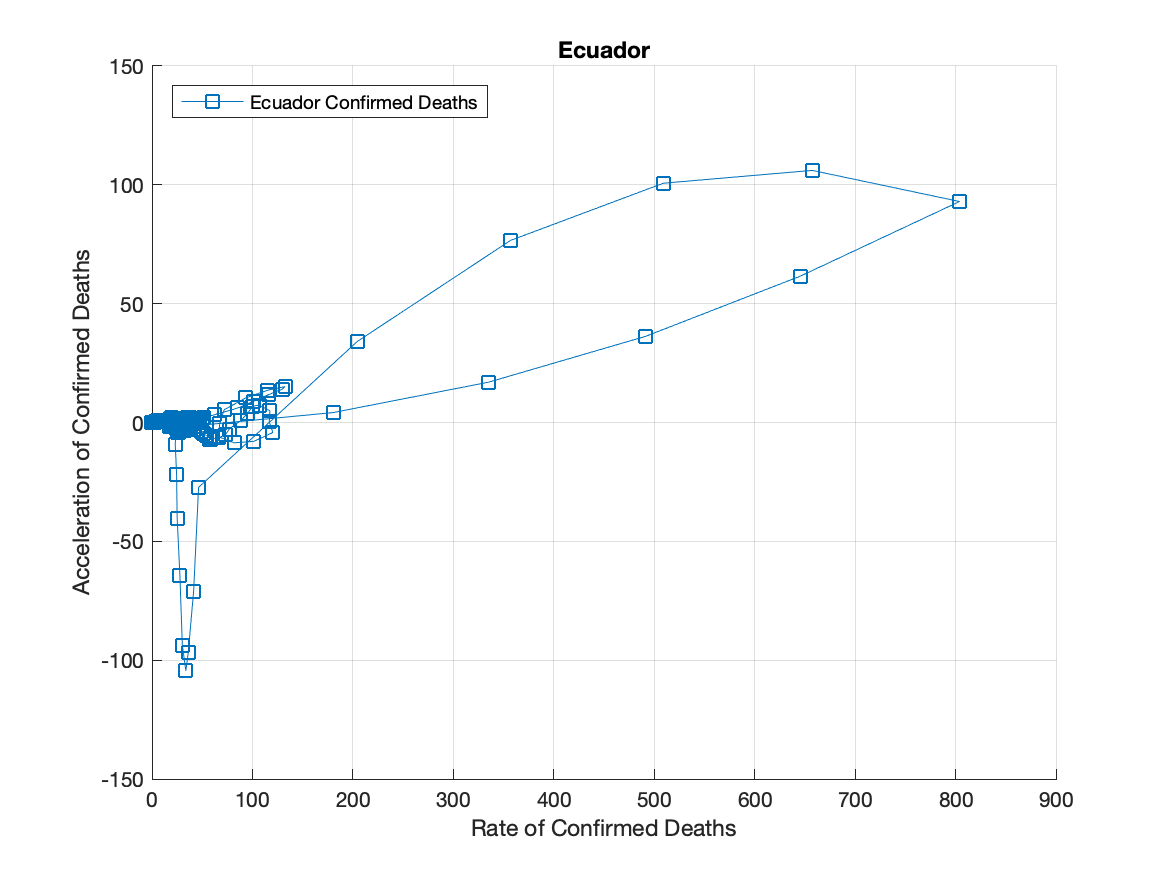 Ecuador
150
Ecuador Confirmed Deaths
100
50
0
-50
-100
-150
Acceleration of Confirmed Deaths
0 100 200 300 400 500 600 700 800 900
Rate of Confirmed Deaths